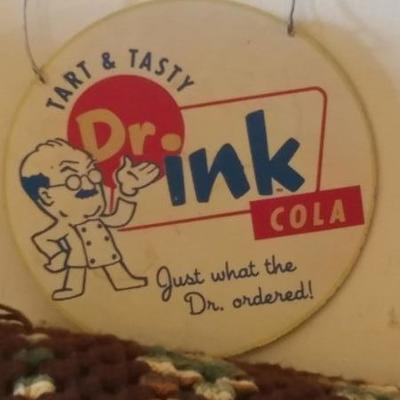 TART & TASTY
Dr.
ink
COLA
Just what the
Dr. ordered!